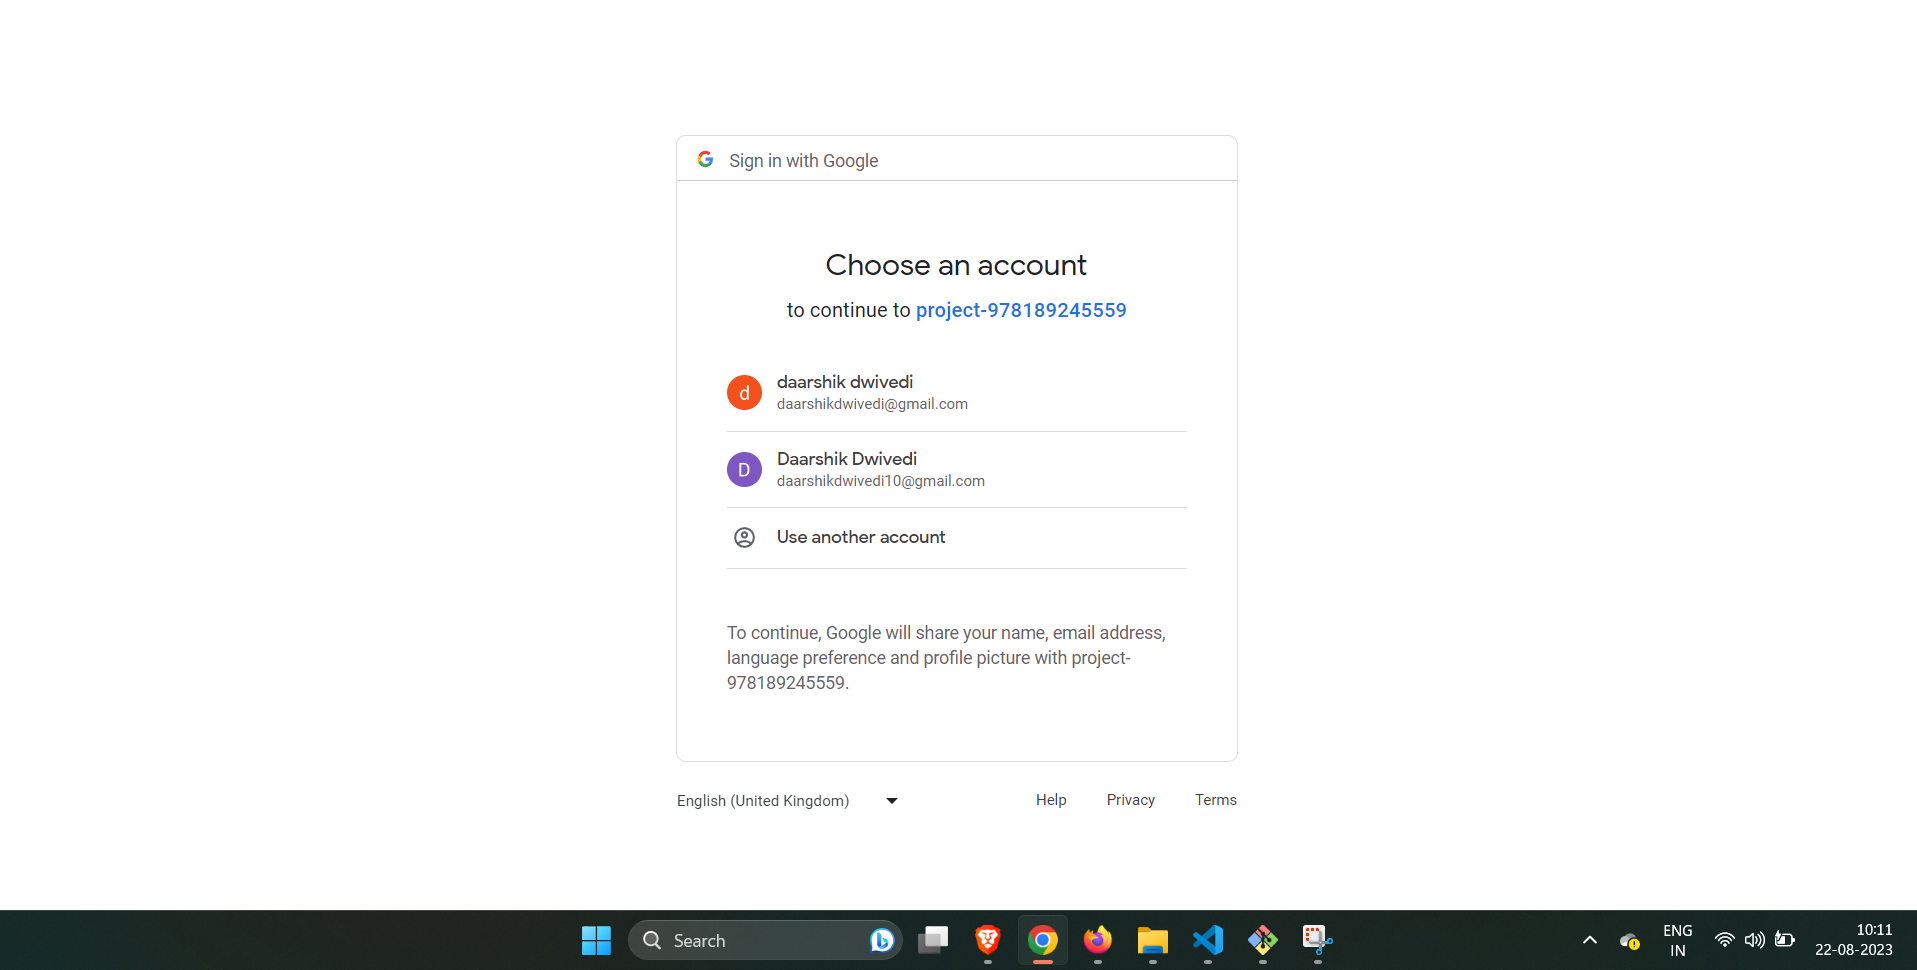 Sign in with Google
Choose an account
to continue to project-978189245559
d
daarshik dwivedi
daarshikdwivedi@gmail.com
D
Daarshik Dwivedi
daarshikdwivedi10@gmail.com
Use another account
To continue, Google will share your name, email address,
language preference and profile picture with project-
978189245559.
English (United Kingdom)
Help Privacy Terms
Search
ENG
IN
10:11
22-08-2023